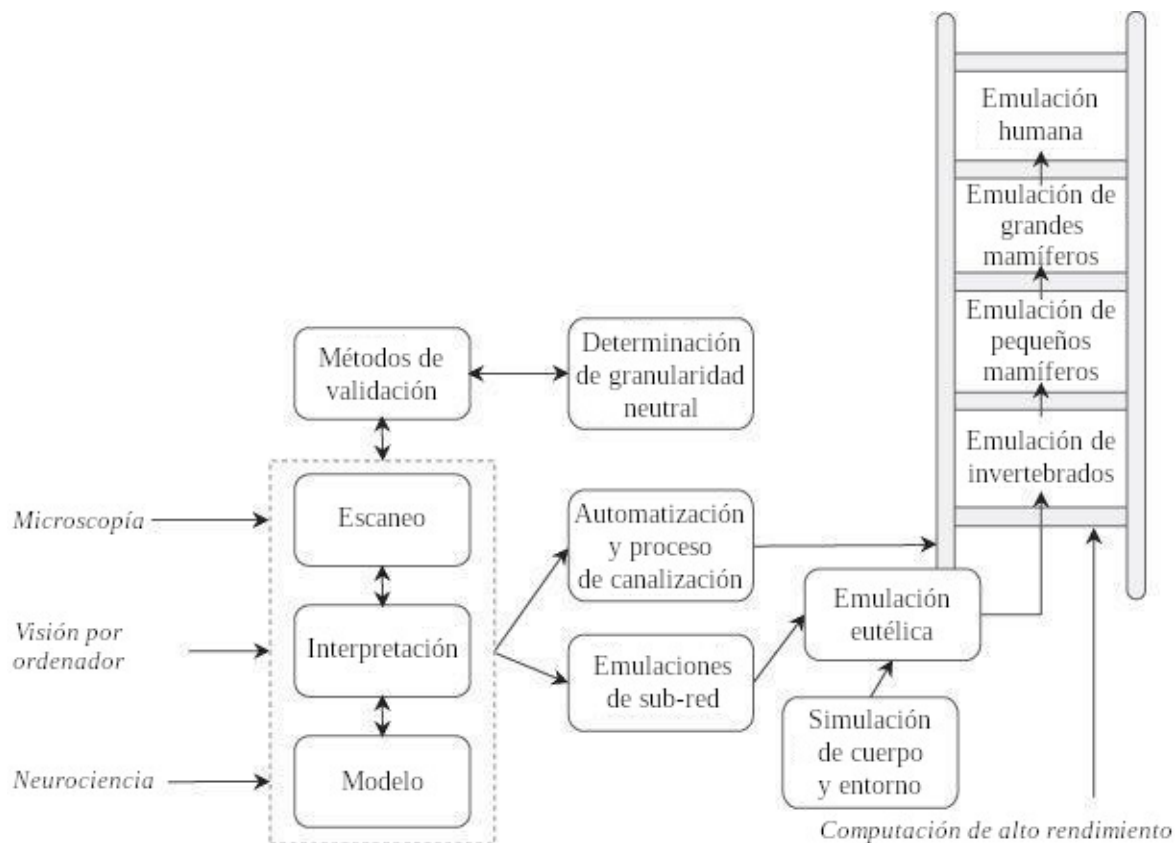 Emulación
humana
Emulación de
grandes
mamíferos
Emulación de
pequeños
mamíferos
Emulación de
invertebrados
Métodos de
validación
Determinación
de granularidad
neutral
Microscopía
Escaneo
Automatización
y proceso
de canalización
Visión por
ordenador
Interpretación
Emulaciones
de sub-red
Emulación
eutélica
Simulación
de cuerpo
y entorno
Neurociencia
Modelo
Computación de alto rendimiento